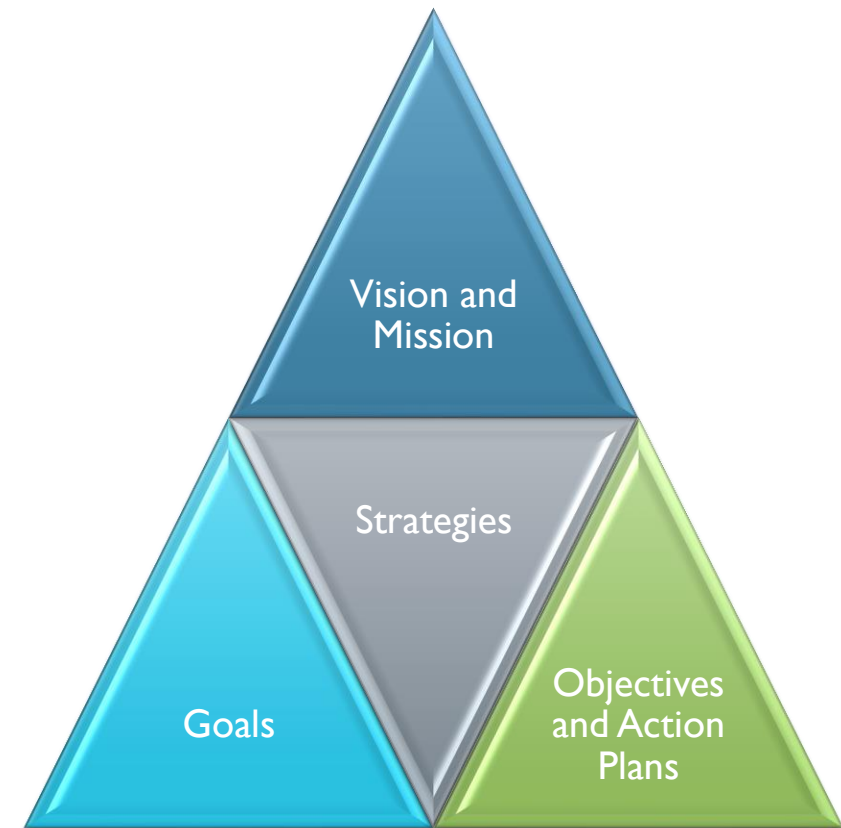 Vision and
Mission
Strategies
Goals
Objectives
and Action
Plans